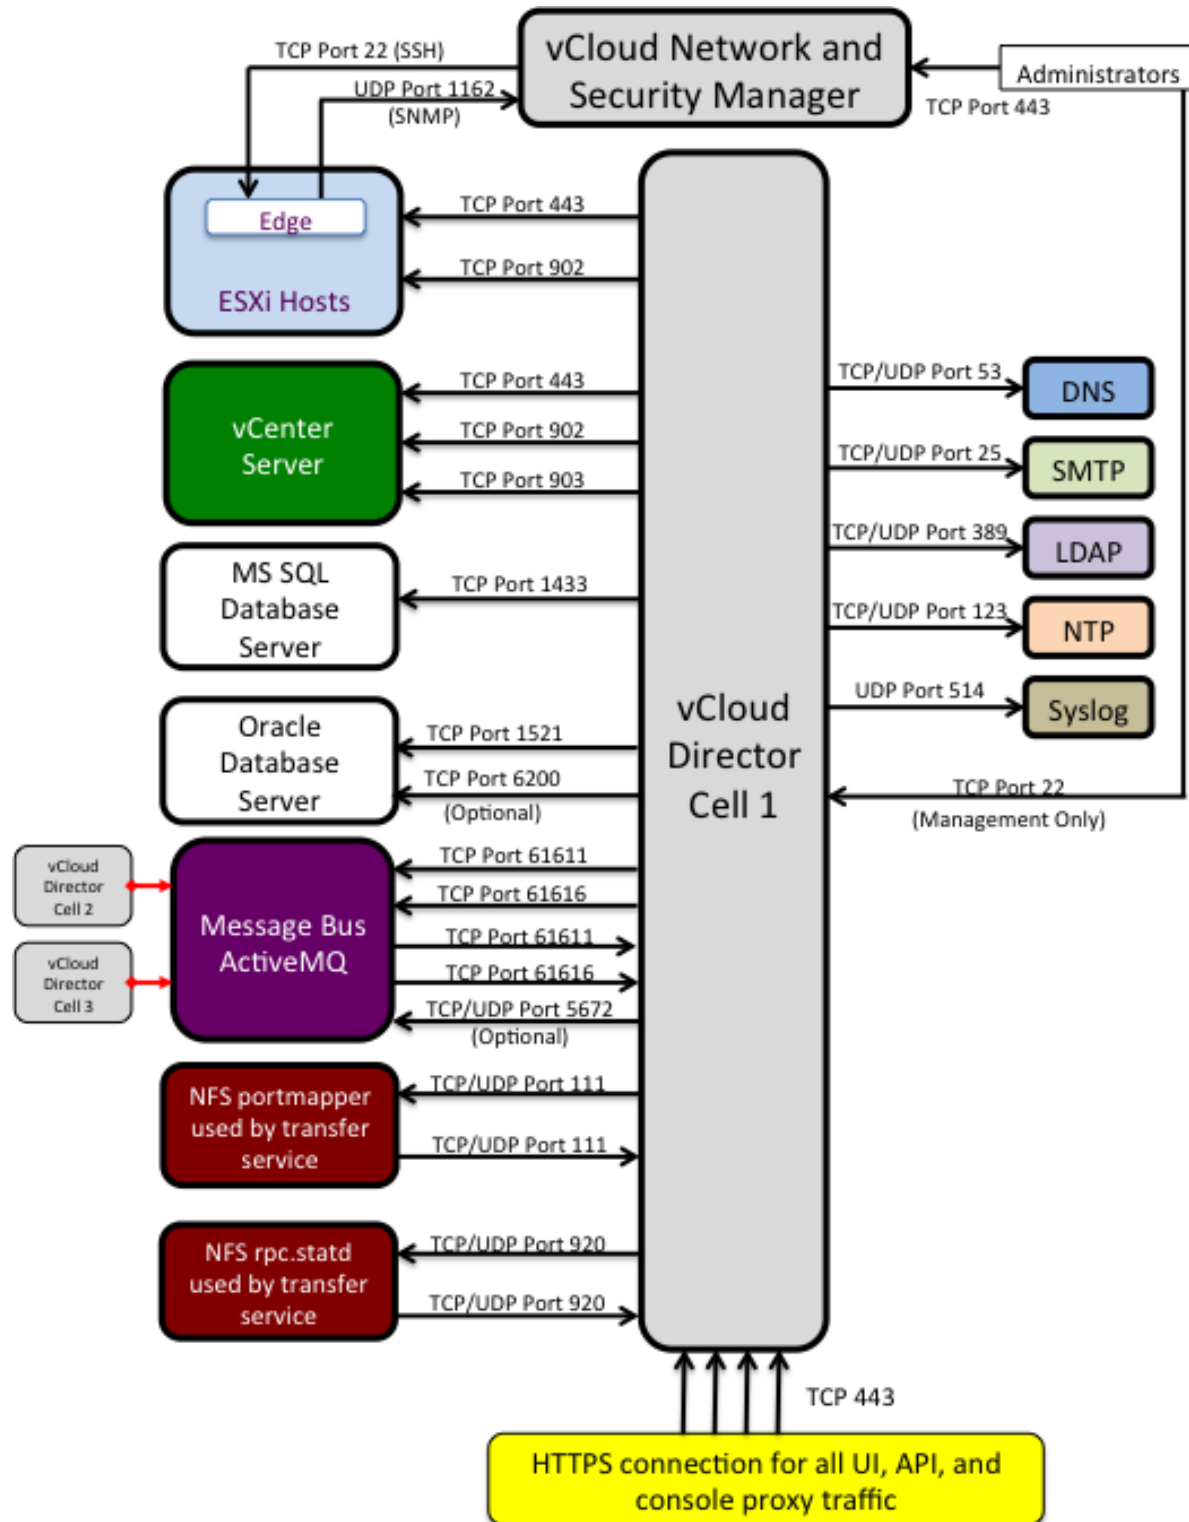 vCloud Network and
Security Manager
TCP Port 22 (SSH)
UDP Port 1162
(SNMP)
Administrators
TCP Port 443
Edge
ESXi Hosts
TCP Port 443
TCP Port 902
vCenter
Server
TCP Port 443
TCP Port 902
TCP Port 903
MS SQL
Database
Server
TCP Port 1433
Oracle
Database
Server
TCP Port 1521
TCP Port 6200
(Optional)
vCloud
Director
Cell 2
vCloud
Director
Cell 3
Message Bus
ActiveMQ
TCP Port 61611
TCP Port 61616
TCP Port 61611
TCP Port 61616
TCP/UDP Port 5672
(Optional)
NFS portmapper
used by transfer
service
TCP/UDP Port 111
TCP/UDP Port 111
NFS rpc.statd
used by transfer
service
TCP/UDP Port 920
TCP/UDP Port 920
vCloud
Director
Cell 1
TCP/UDP Port 53
DNS
TCP/UDP Port 25
SMTP
TCP/UDP Port 389
LDAP
TCP/UDP Port 123
NTP
UDP Port 514
Syslog
TCP Port 22
(Management Only)
TCP 443
HTTPS connection for all UI, API, and
console proxy traffic